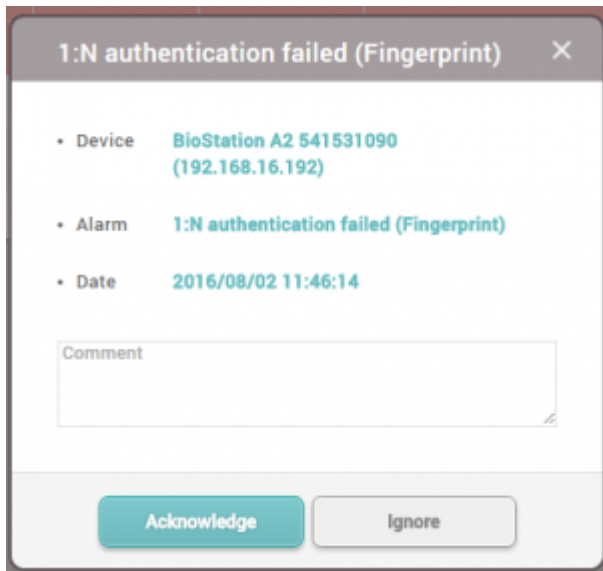 1:N authentication failed (Fingerprint)
• Device BioStation A2 541531090
(192.168.16.192)
• Alarm 1:N authentication failed (Fingerprint)
• Date 2016/08/02 11:46:14
Comment
Acknowledge Ignore